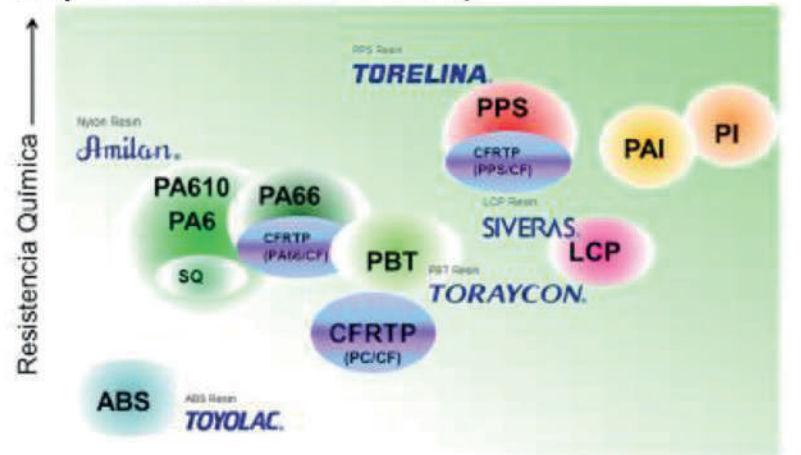 Resistencia Química
PPS Resin
TORELINA®
PPS
CFRTP
(PPS/CF)
PAI
PI
Nylon Resin
Amilan®
PA610
PA6
SQ
PA66
CFRTP
(PA66/CF)
PBT
LCP Resin
SIVERAS®
LCP
PBT Resin
TORAYCON®
CFRTP
(PC/CF)
ABS
ABS Resin
TOYOLAC®